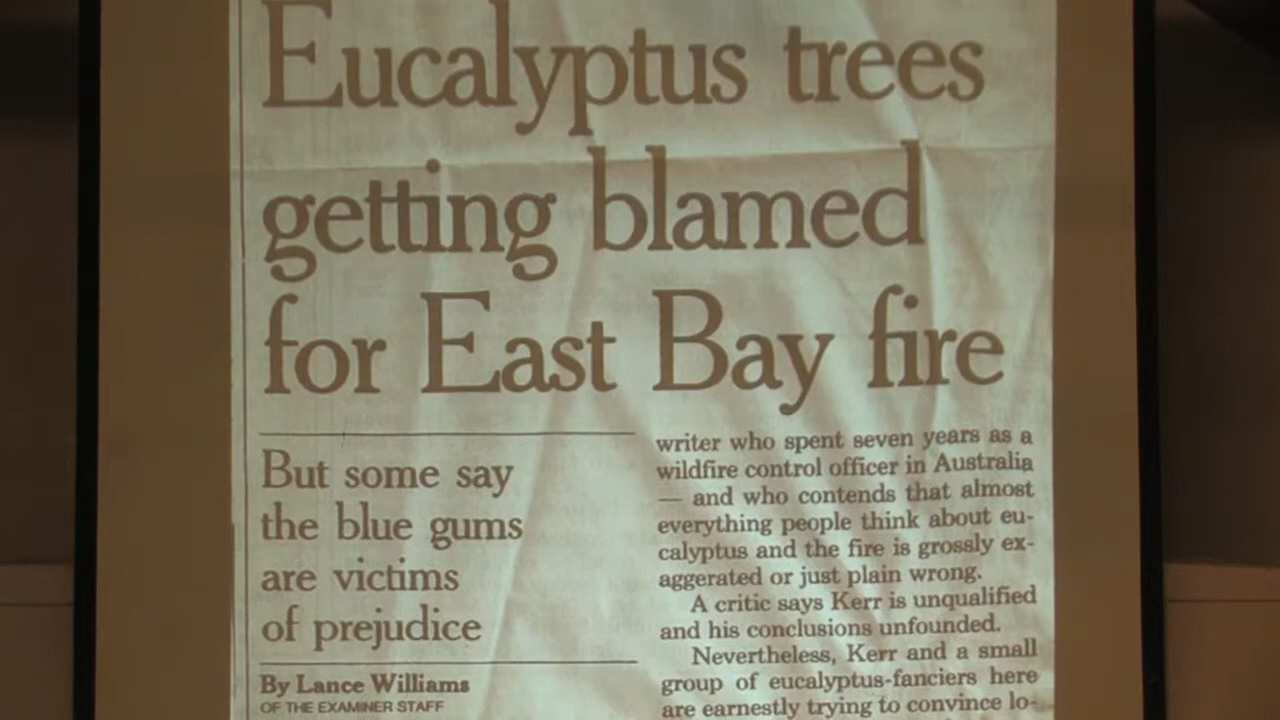 Eucalyptus trees
getting blamed
for East Bay fire
But some say
the blue gums
are victims
of prejudice
By Lance Williams
OF THE EXAMINER STAFF
writer who spent seven years as a
wildfire control officer in Australia
— and who contends that almost
everything people think about eu-
calyptus and the fire is grossly ex-
aggerated or just plain wrong.
A critic says Kerr is unqualified
and his conclusions unfounded.
Nevertheless, Kerr and a small
group of eucalyptus-fanciers here
are earnestly trying to convince lo-